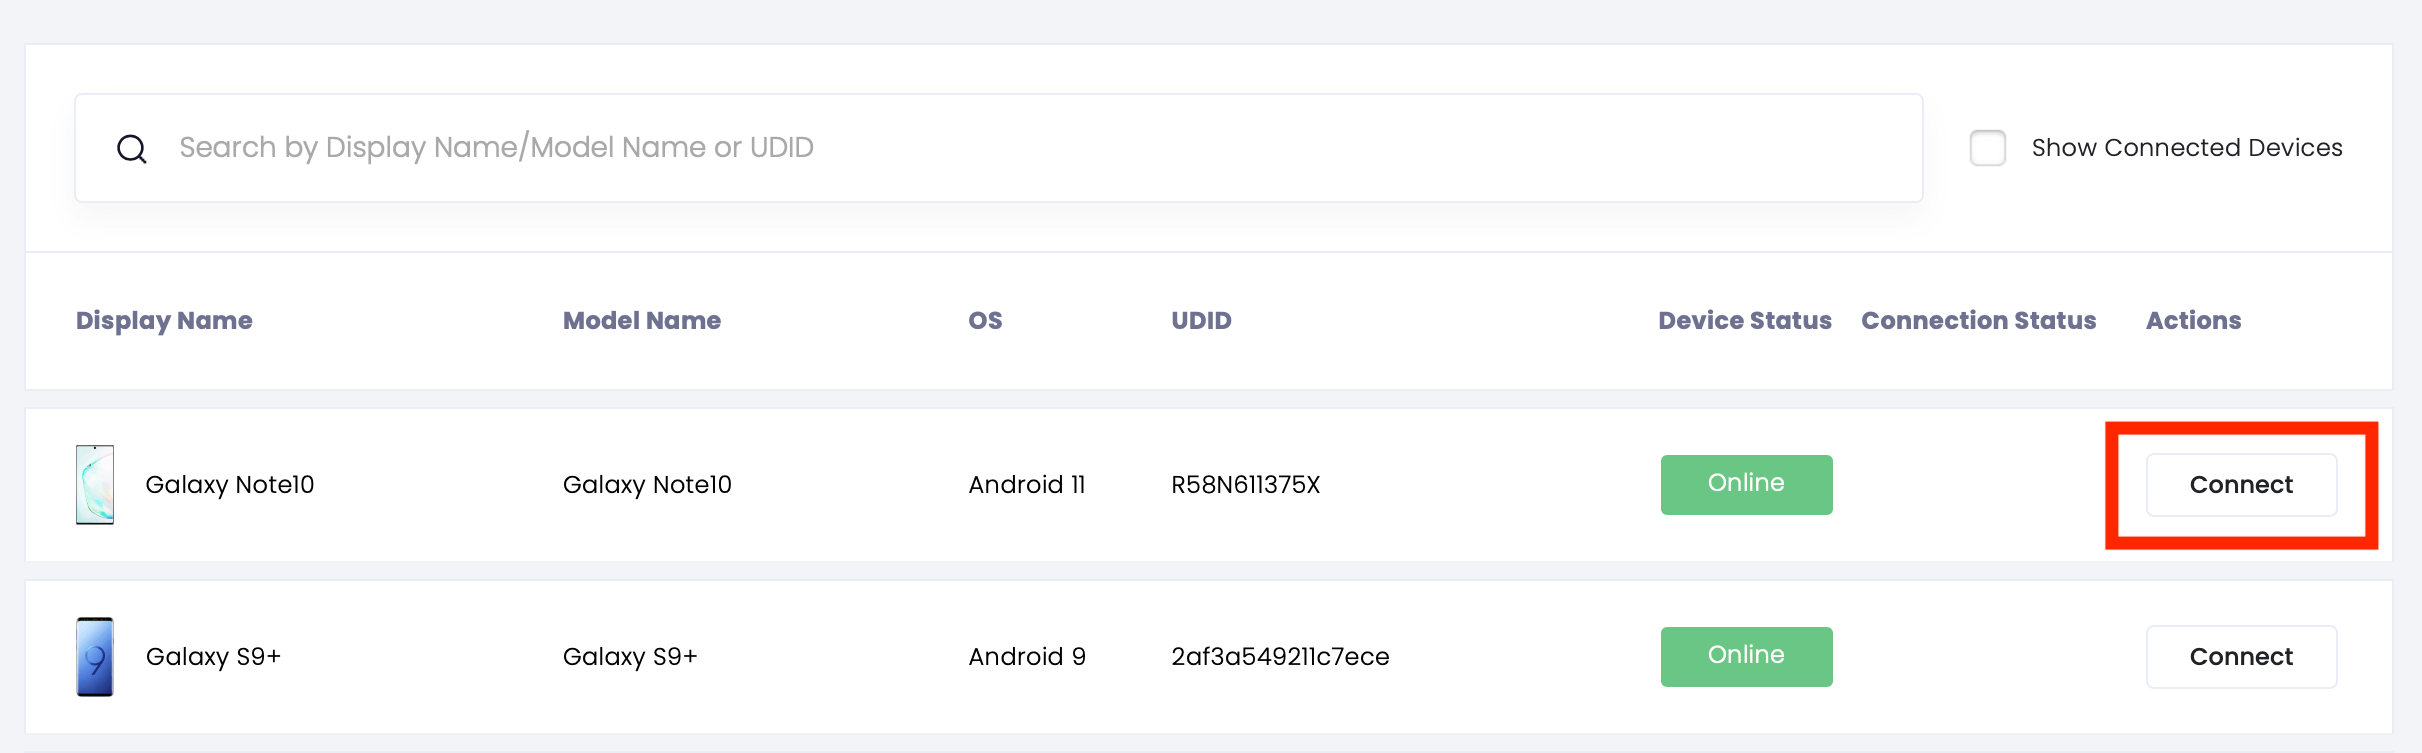 Search by Display Name/Model Name or UDID Show Connected Devices
Display Name Model Name OS UDID Device Status Connection Status Actions
Galaxy Note10 Galaxy Note10 Android 11 R58N611375X Online Connect
9 Galaxy S9+ Galaxy S9+ Android 9 2af3a549211c7ece Online Connect